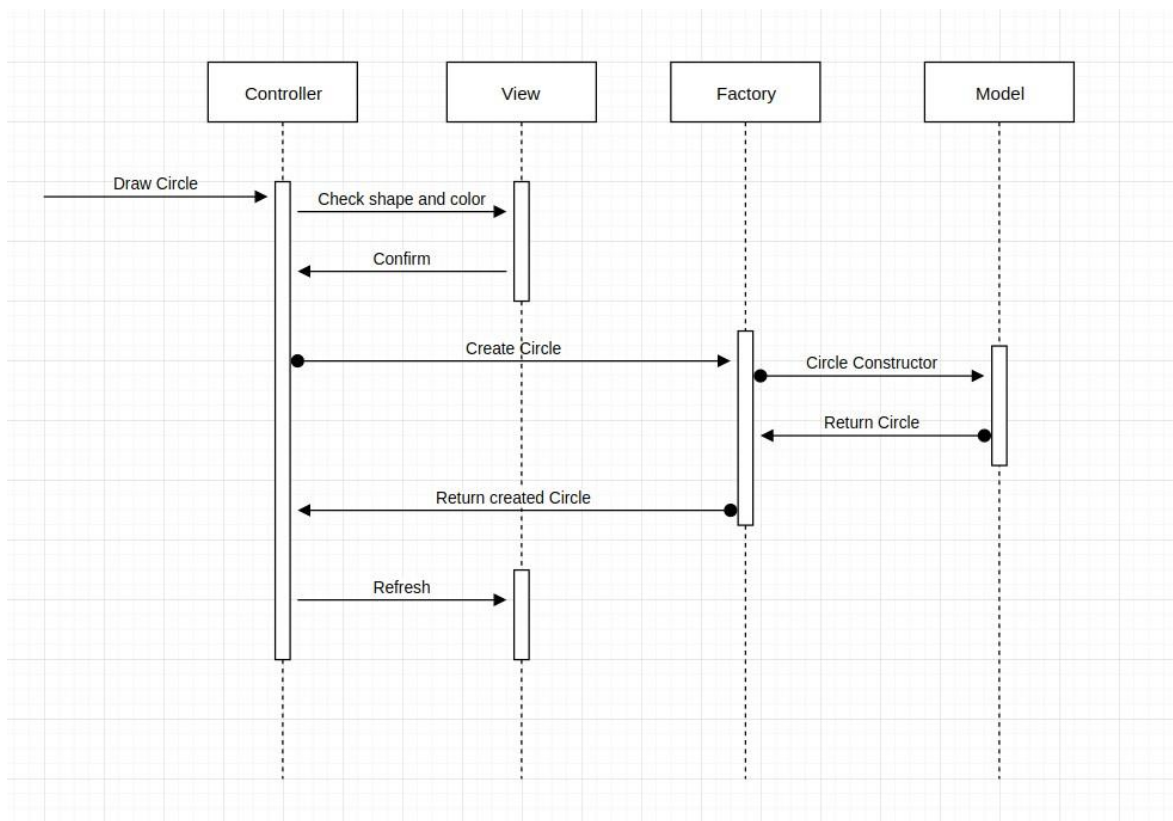 Controller
View
Factory
Model
Draw Circle
Check shape and color
Confirm
Create Circle
Circle Constructor
Return Circle
Return created Circle
Refresh